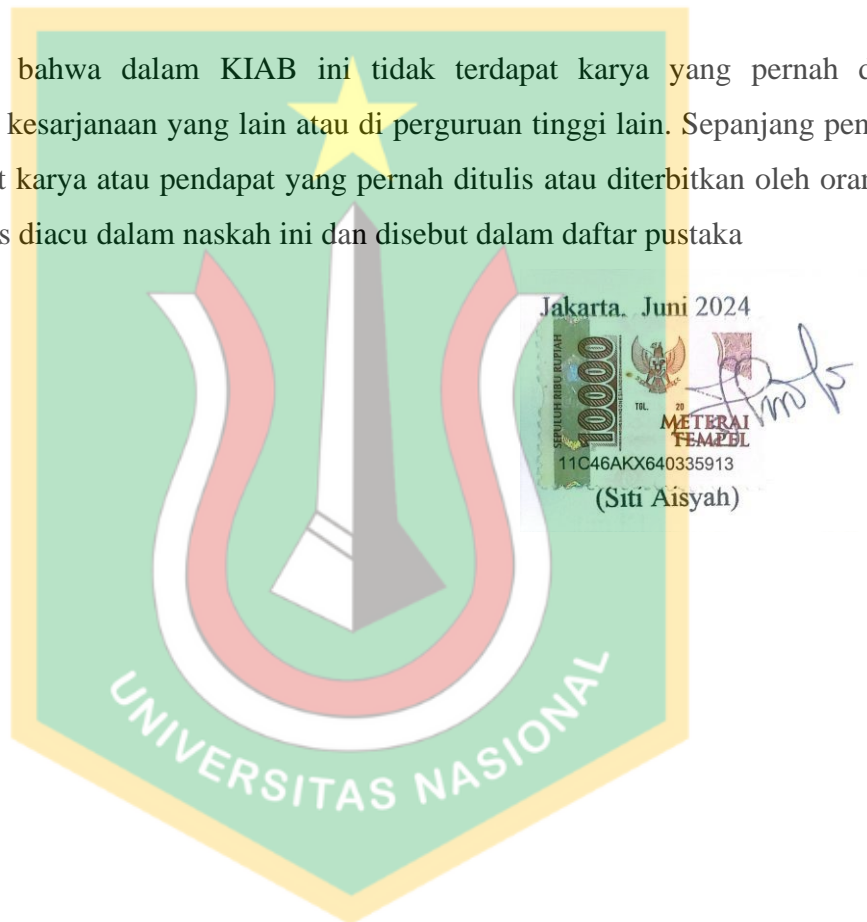 bahwa dalam KIAB ini tidak terdapat karya yang pernah
kesarjanaan yang lain atau di perguruan tinggi lain. Sepanjang
karya atau pendapat yang pernah ditulis atau diterbitkan oleh
diacu dalam naskah ini dan disebut dalam daftar pustaka
Jakarta, Juni 2024
SEPULUH RIBU RUPIAH
10000
TGL. 20
METERAI
TEMPEL
11C46AKX640335913
(Siti Aisyah)
UNIVERSITAS NASIONAL